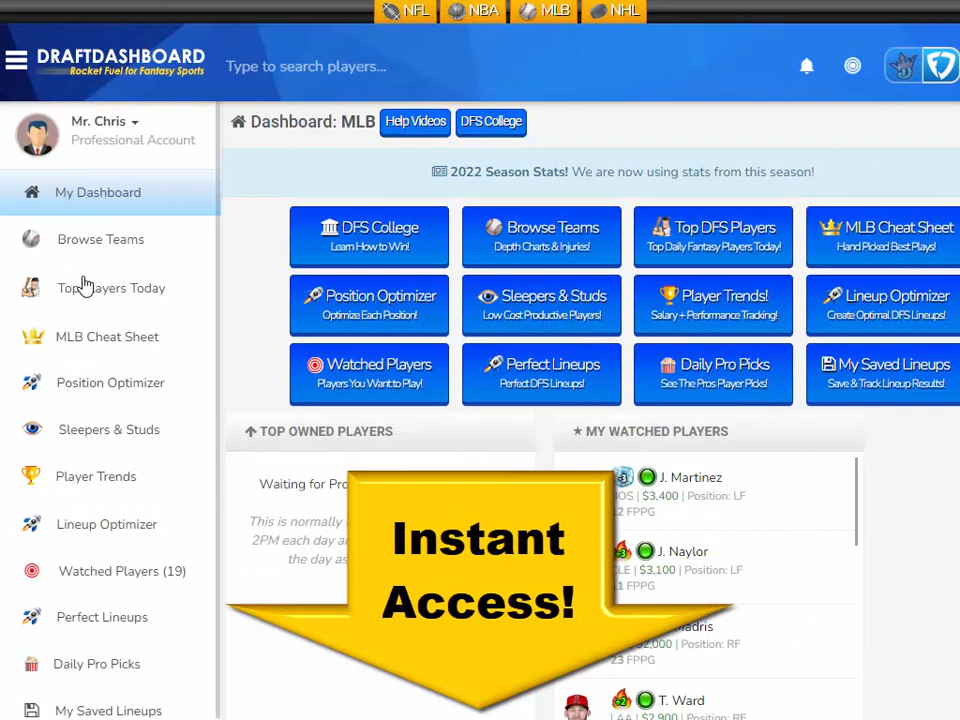 NFL NBA MLB NHL
DRAFTDASHBOARD
Rocket Fuel for Fantasy Sports
Type to search players...
Mr. Chris
Professional Account
Dashboard: MLB Help Videos DFS College
2022 Season Stats! We are now using stats from this season!
My Dashboard
Browse Teams
Top Players Today
MLB Cheat Sheet
Position Optimizer
Sleepers & Studs
Player Trends
Lineup Optimizer
Watched Players (19)
Perfect Lineups
Daily Pro Picks
My Saved Lineups
DFS College
Learn How to Win!
Browse Teams
Depth Charts & Injuries!
Top DFS Players
Top Daily Fantasy Players Today!
MLB Cheat Sheet
Hand Picked Best Plays!
Position Optimizer
Optimize Each Position!
Sleepers & Studs
Low Cost Productive Players!
Player Trends!
Salary + Performance Tracking!
Lineup Optimizer
Create Optimal DFS Lineups!
Watched Players
Players You Want to Play!
Perfect Lineups
Perfect DFS Lineups!
Daily Pro Picks
See The Pros Player Picks!
My Saved Lineups
Save & Track Lineup Results!
TOP OWNED PLAYERS
Waiting for
This is normally
2PM each day
the day
MY WATCHED PLAYERS
J. Martinez
$3,400 | Position: LF
FPPG
J. Naylor
$3,100 | Position: LF
FPPG
Position: RF
23 FPPG
T. Ward
LAA | $2,900 | Position: RF
Instant
Access!